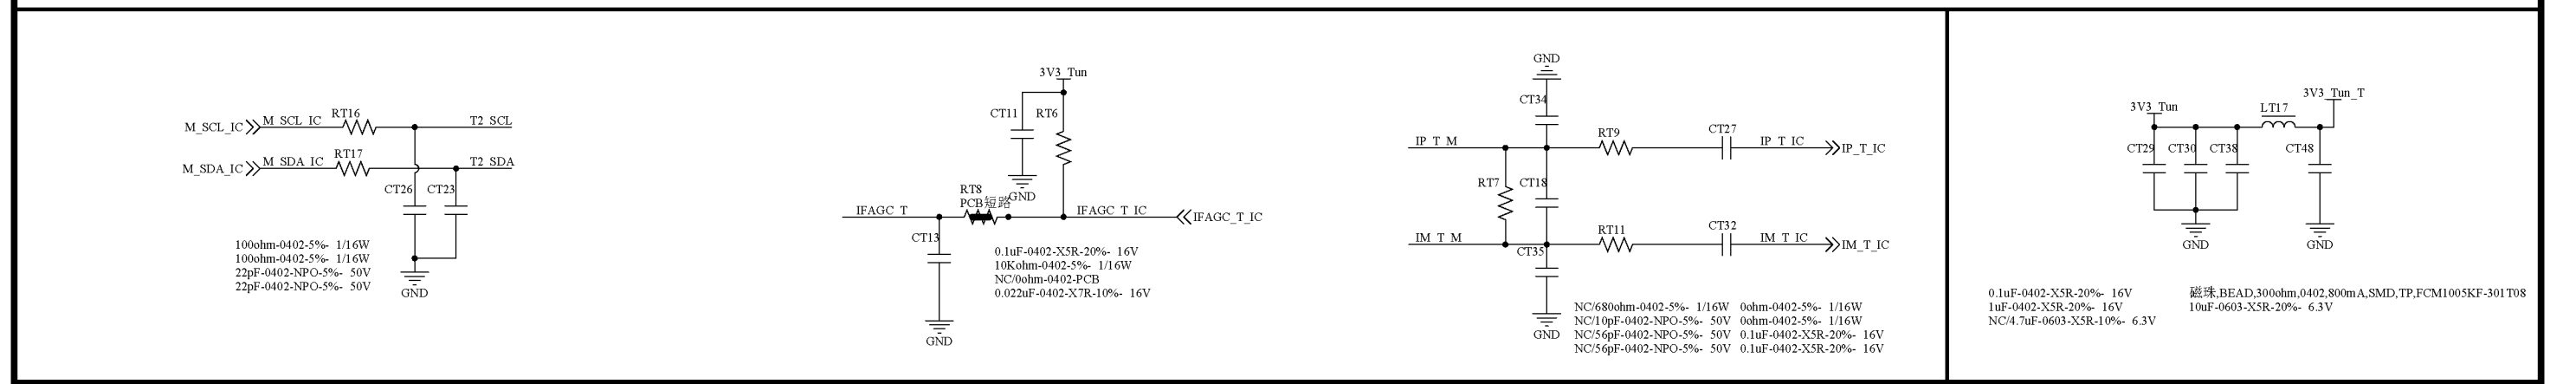 M_SCL_IC
M_SCL_IC
RT16
T2_SCL
M_SDA_IC
M_SDA_IC
RT17
T2_SDA
CT26
CT23
100ohm-0402-5%- 1/16W
100ohm-0402-5%- 1/16W
22pF-0402-NPO-5%- 50V
22pF-0402-NPO-5%- 50V
GND
3V3_Tun
CT11
RT6
GND
RT8
PCB短路
IFAGC_T
IFAGC_T_IC
IFAGC_T_IC
CT13
0.1uF-0402-X5R-20%- 16V
10Kohm-0402-5%- 1/16W
NC/0ohm-0402-PCB
0.022uF-0402-X7R-10%- 16V
GND
GND
CT34
IP_T_M
RT9
CT27
IP_T_IC
IP_T_IC
RT7
CT18
IM_T_M
RT11
CT32
IM_T_IC
IM_T_IC
CT35
GND
NC/680ohm-0402-5%- 1/16W 0ohm-0402-5%- 1/16W
NC/10pF-0402-NPO-5%- 50V 0ohm-0402-5%- 1/16W
NC/56pF-0402-NPO-5%- 50V 0.1uF-0402-X5R-20%- 16V
NC/56pF-0402-NPO-5%- 50V 0.1uF-0402-X5R-20%- 16V
3V3_Tun
LT17
3V3_Tun_T
CT29
CT30
CT38
CT48
GND
GND
0.1uF-0402-X5R-20%- 16V
1uF-0402-X5R-20%- 16V
NC/4.7uF-0603-X5R-10%- 6.3V
磁珠,BEAD,300ohm,0402,800mA,SMD,TP,FCM1005KF-301T08
10uF-0603-X5R-20%- 6.3V